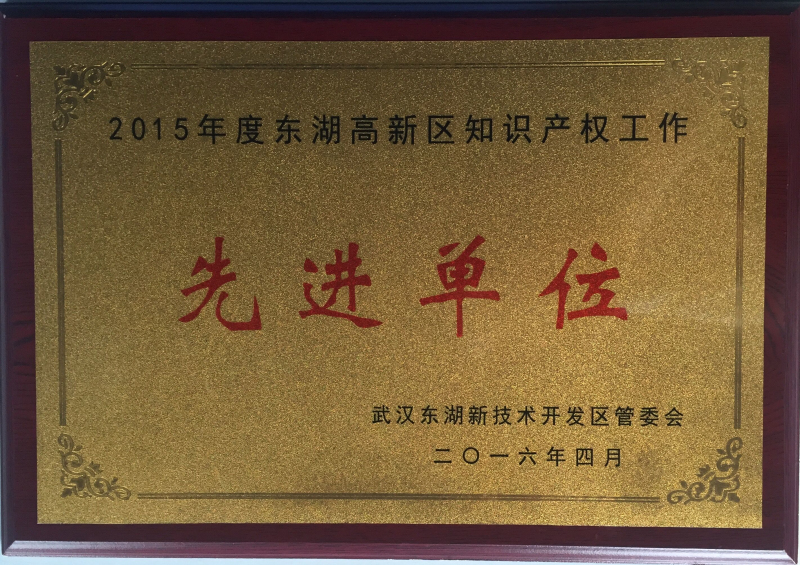 2015年度东湖高新区知识产权工作
先进单位
武汉东湖新技术开发区管委会
二〇一六年四月